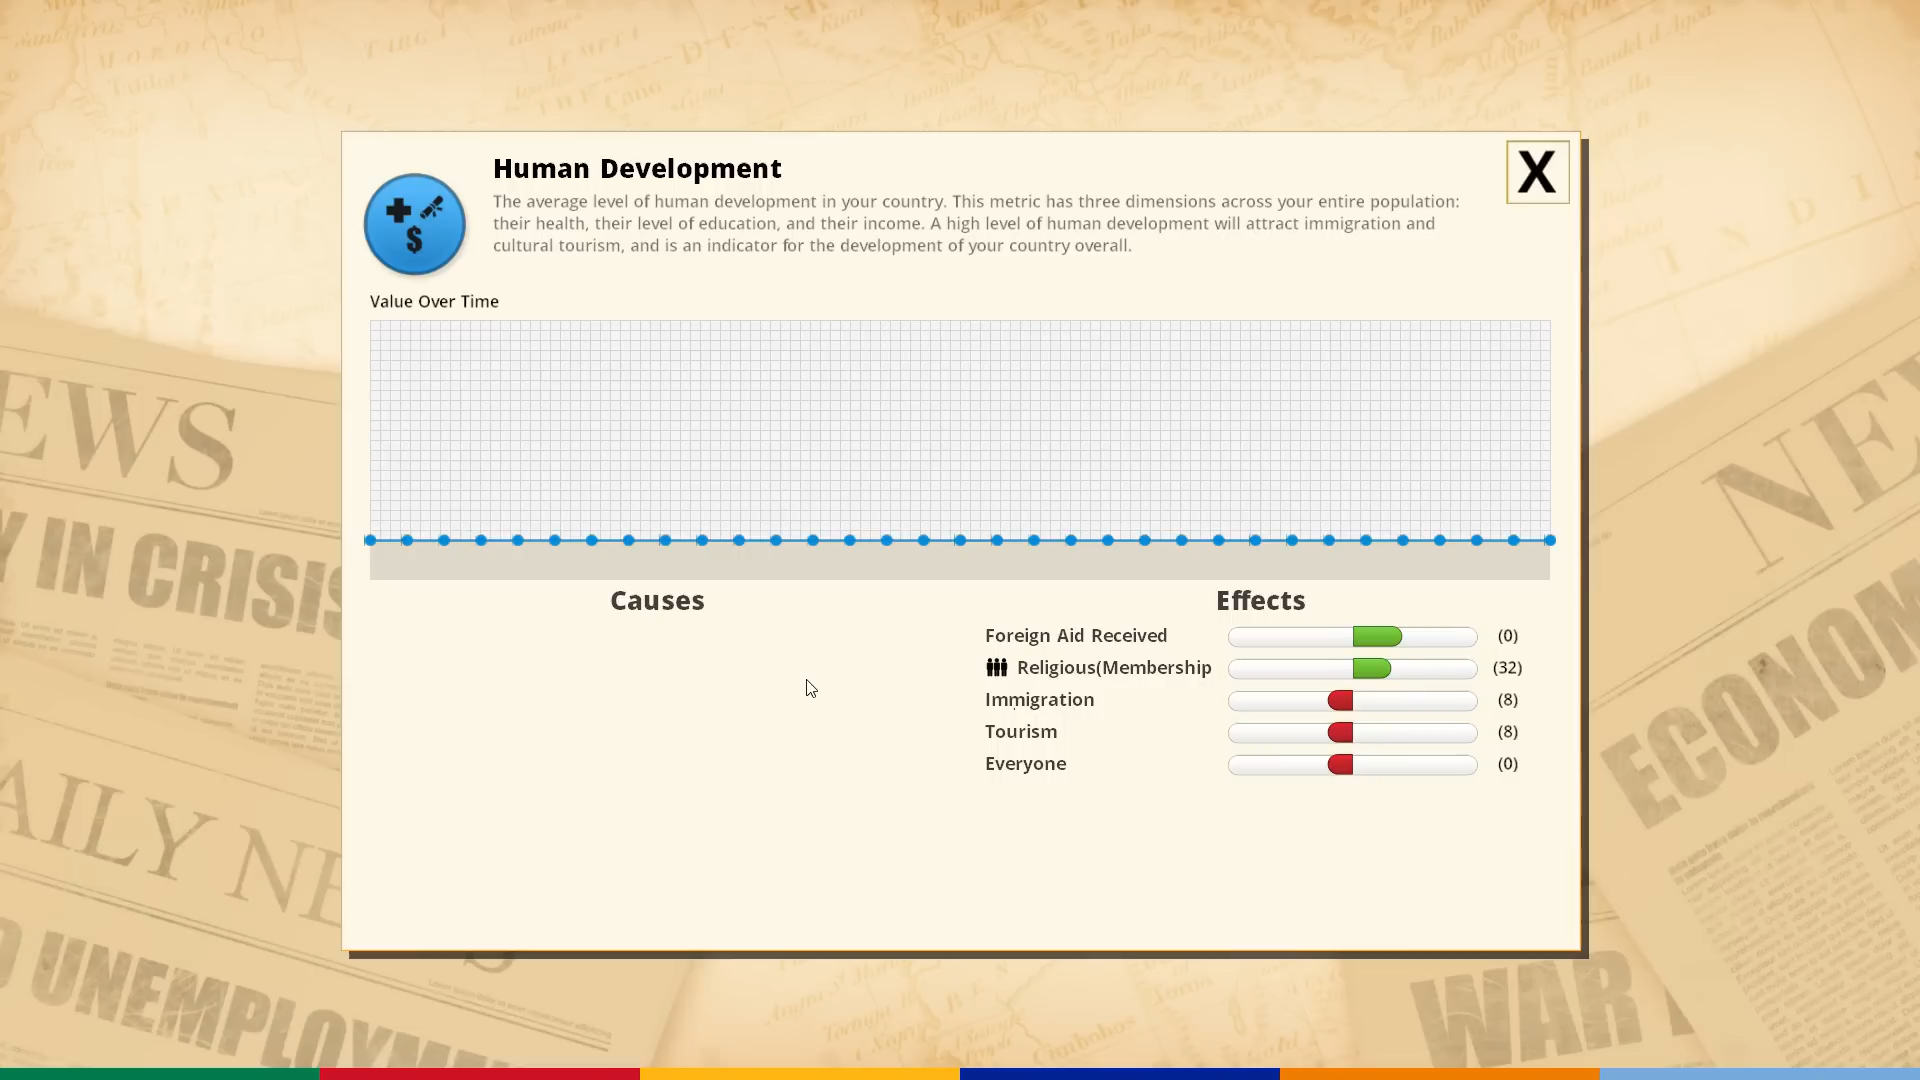 Human Development
X
The average level of human development in your country. This metric has three dimensions across your entire population:
their health, their level of education, and their income. A high level of human development will attract immigration and
cultural tourism, and is an indicator for the development of your country overall.
Value Over Time
Causes
Effects
Foreign Aid Received (0)
Religious(Membership (32)
Immigration (8)
Tourism (8)
Everyone (0)
EWS
Y IN CRISIS
AILY NE
UNEMPLOYME
NE
ECONOM
WAR